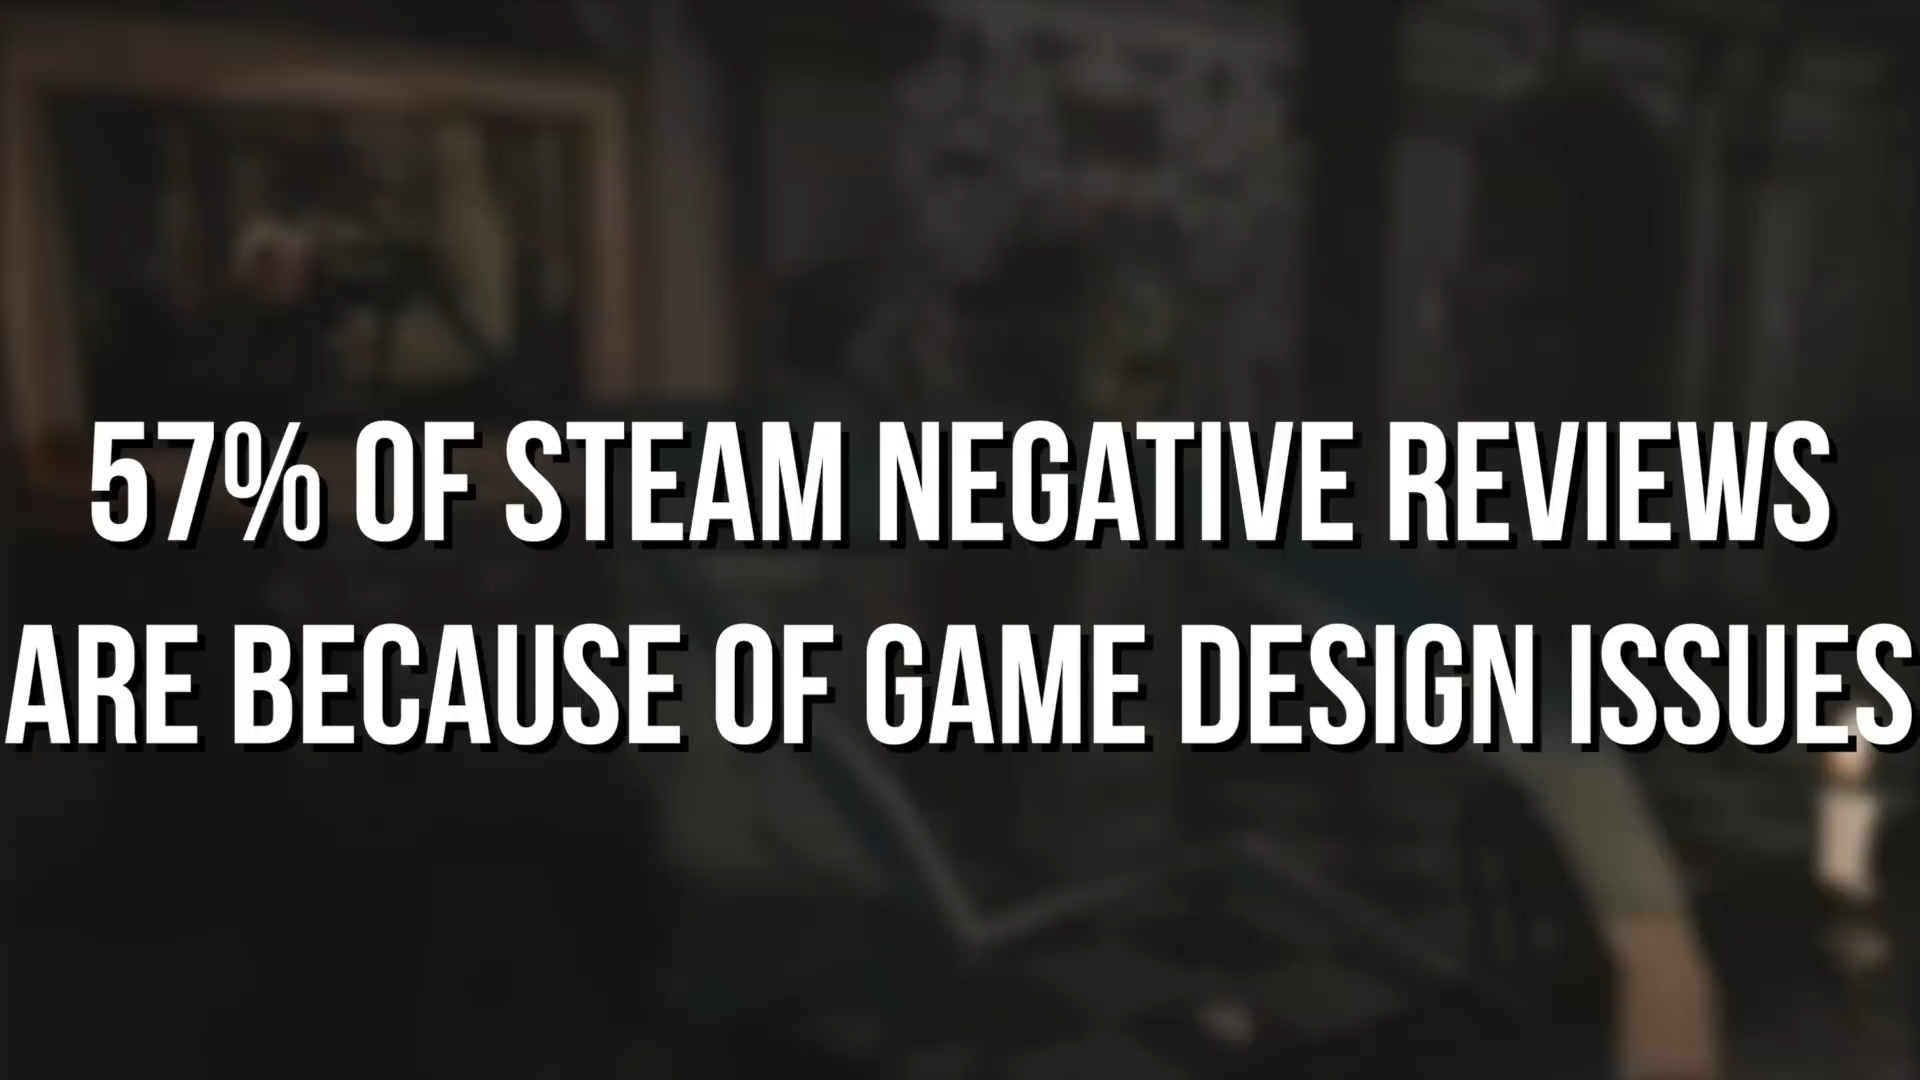 57% OF STEAM NEGATIVE REVIEWS
ARE BECAUSE OF GAME DESIGN ISSUES